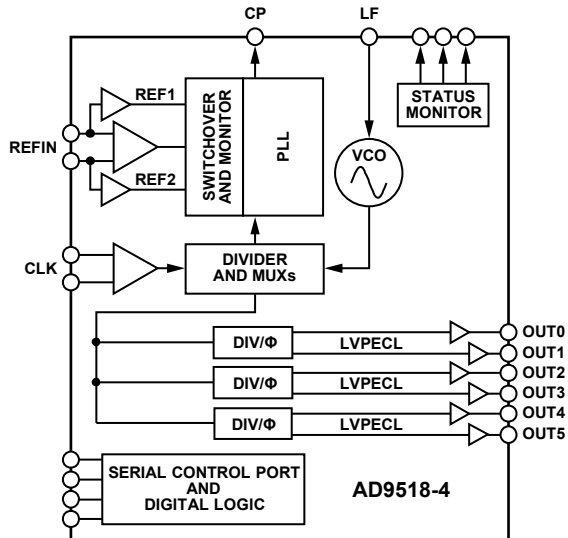 CP
LF
REF1
REFIN
REF2
SWITCHOVER
AND MONITOR
PLL
VCO
STATUS
MONITOR
CLK
DIVIDER
AND MUXs
DIV/Φ
LVPECL
OUT0
OUT1
DIV/Φ
LVPECL
OUT2
OUT3
DIV/Φ
LVPECL
OUT4
OUT5
SERIAL CONTROL PORT
AND
DIGITAL LOGIC
AD9518-4